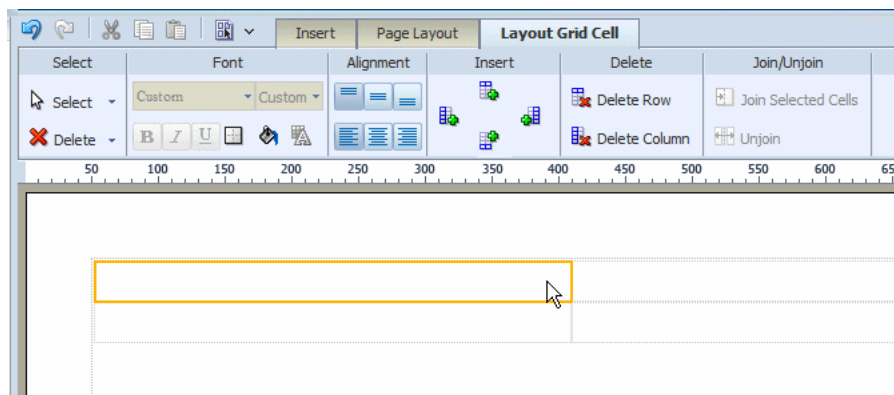 Insert Page Layout Layout Grid Cell
Select Font Alignment Insert Delete Join/Unjoin
Select Custom Custom Delete Row Join Selected Cells
Delete B I U Delete Column Unjoin
50 100 150 200 250 300 350 400 450 500 550 600 65